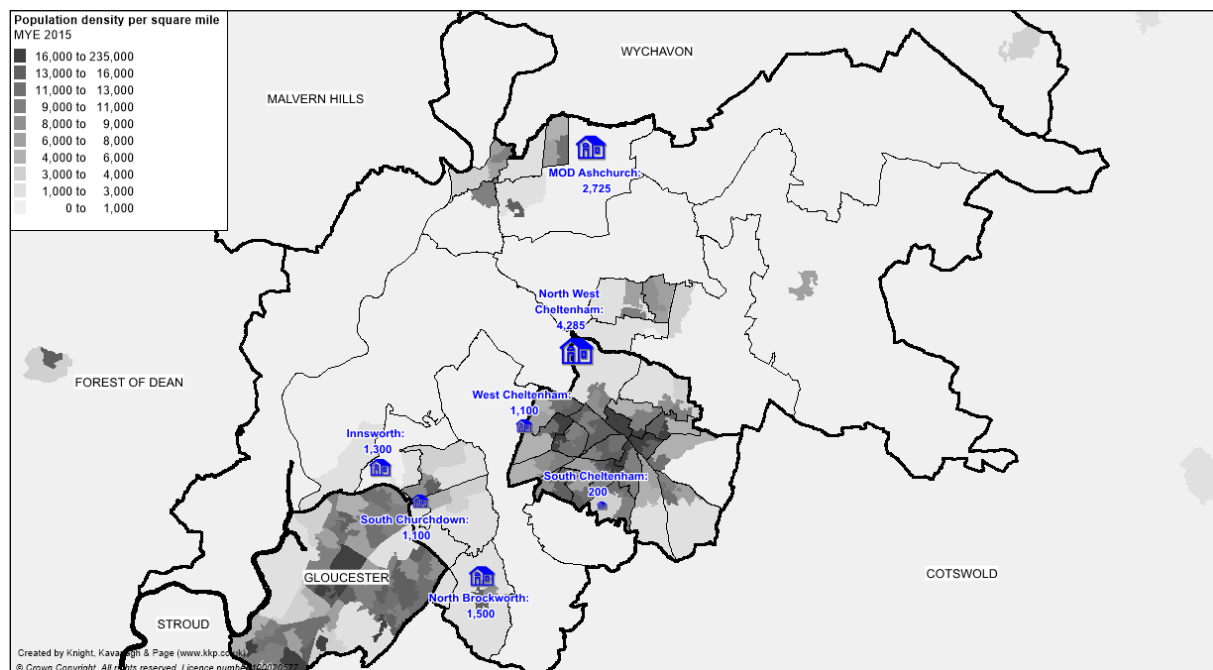 Population density per square mile
MYE 2015
16,000 to 235,000
13,000 to 16,000
11,000 to 13,000
9,000 to 11,000
8,000 to 9,000
6,000 to 8,000
4,000 to 6,000
3,000 to 4,000
1,000 to 3,000
0 to 1,000
WYCHAVON
MALVERN HILLS
MOD Ashchurch:
2,725
North West
Cheltenham:
4,285
FOREST OF DEAN
West Cheltenham:
1,100
Innsworth:
1,300
South Cheltenham:
200
South Churchdown:
1,100
GLOUCESTER
COTSWOLD
North Brockworth:
1,500
STROUD
Created by Knight, Kavanagh & Page (www.kkp.co.uk)
© Crown Copyright. All rights reserved. Licence number